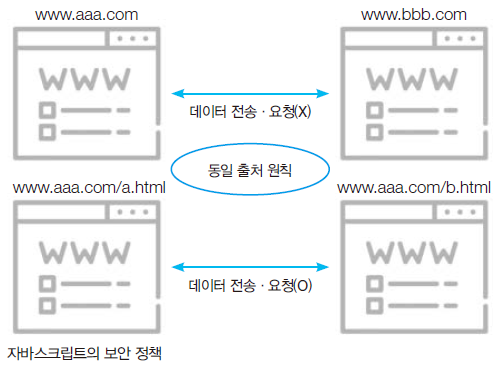 www.aaa.com
www.bbb.com
WWW
WWW
데이터 전송 · 요청(X)
동일 출처 원칙
www.aaa.com/a.html
www.aaa.com/b.html
WWW
WWW
데이터 전송 · 요청(O)
자바스크립트의 보안 정책